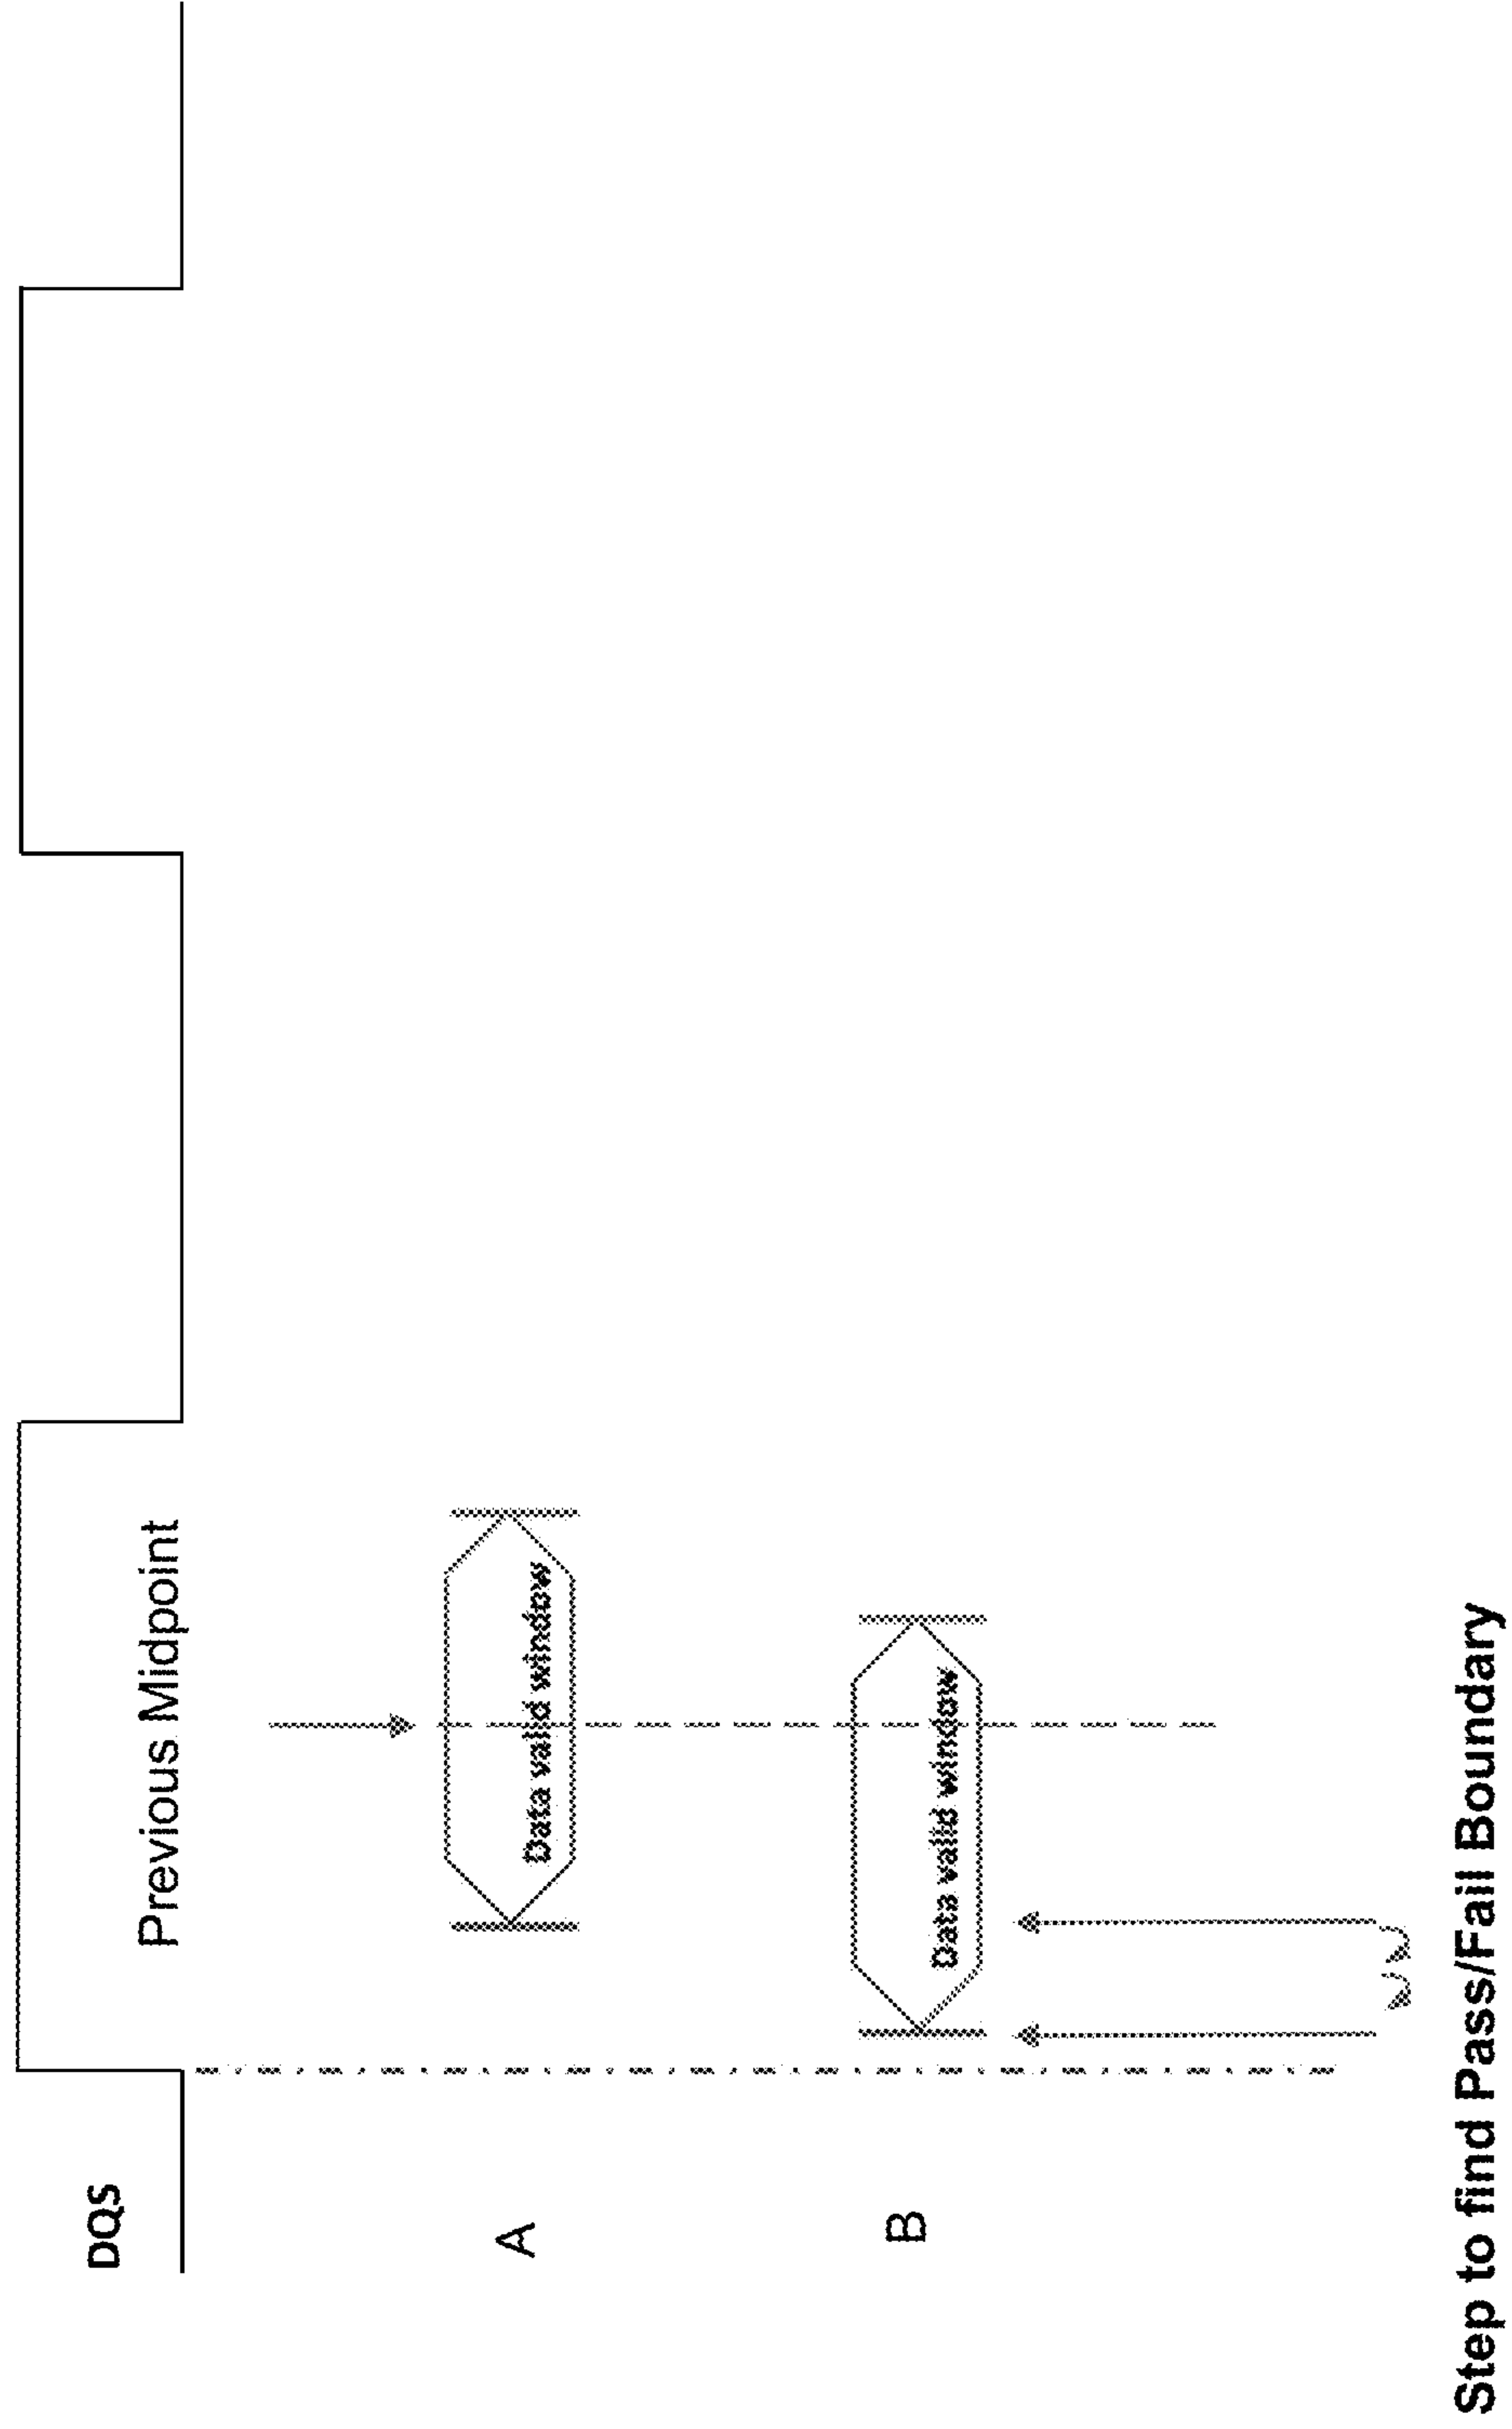 DQS
Previous Midpoint
A
Data valid window
B
Data valid window
Step to find Pass/Fail Boundary